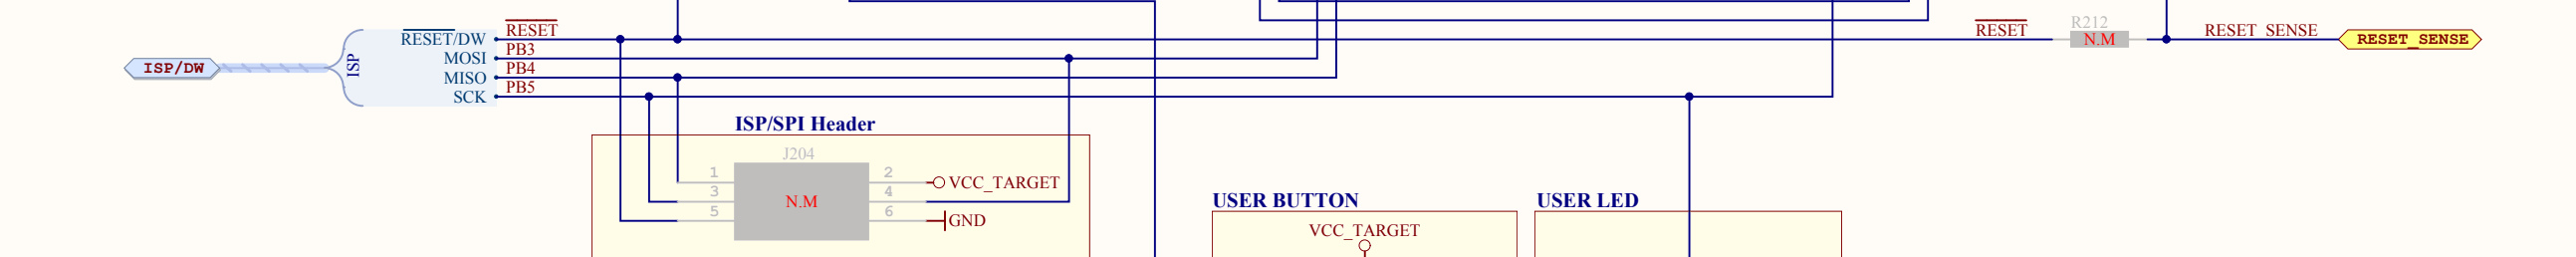 ISP/DW
ISP
RESET/DW
MOSI
MISO
SCK
RESET
PB3
PB4
PB5
RESET
R212
N.M
RESET_SENSE
RESET_SENSE
ISP/SPI Header
J204
N.M
1
3
5
2
4
6
VCC_TARGET
GND
USER BUTTON
VCC_TARGET
USER LED